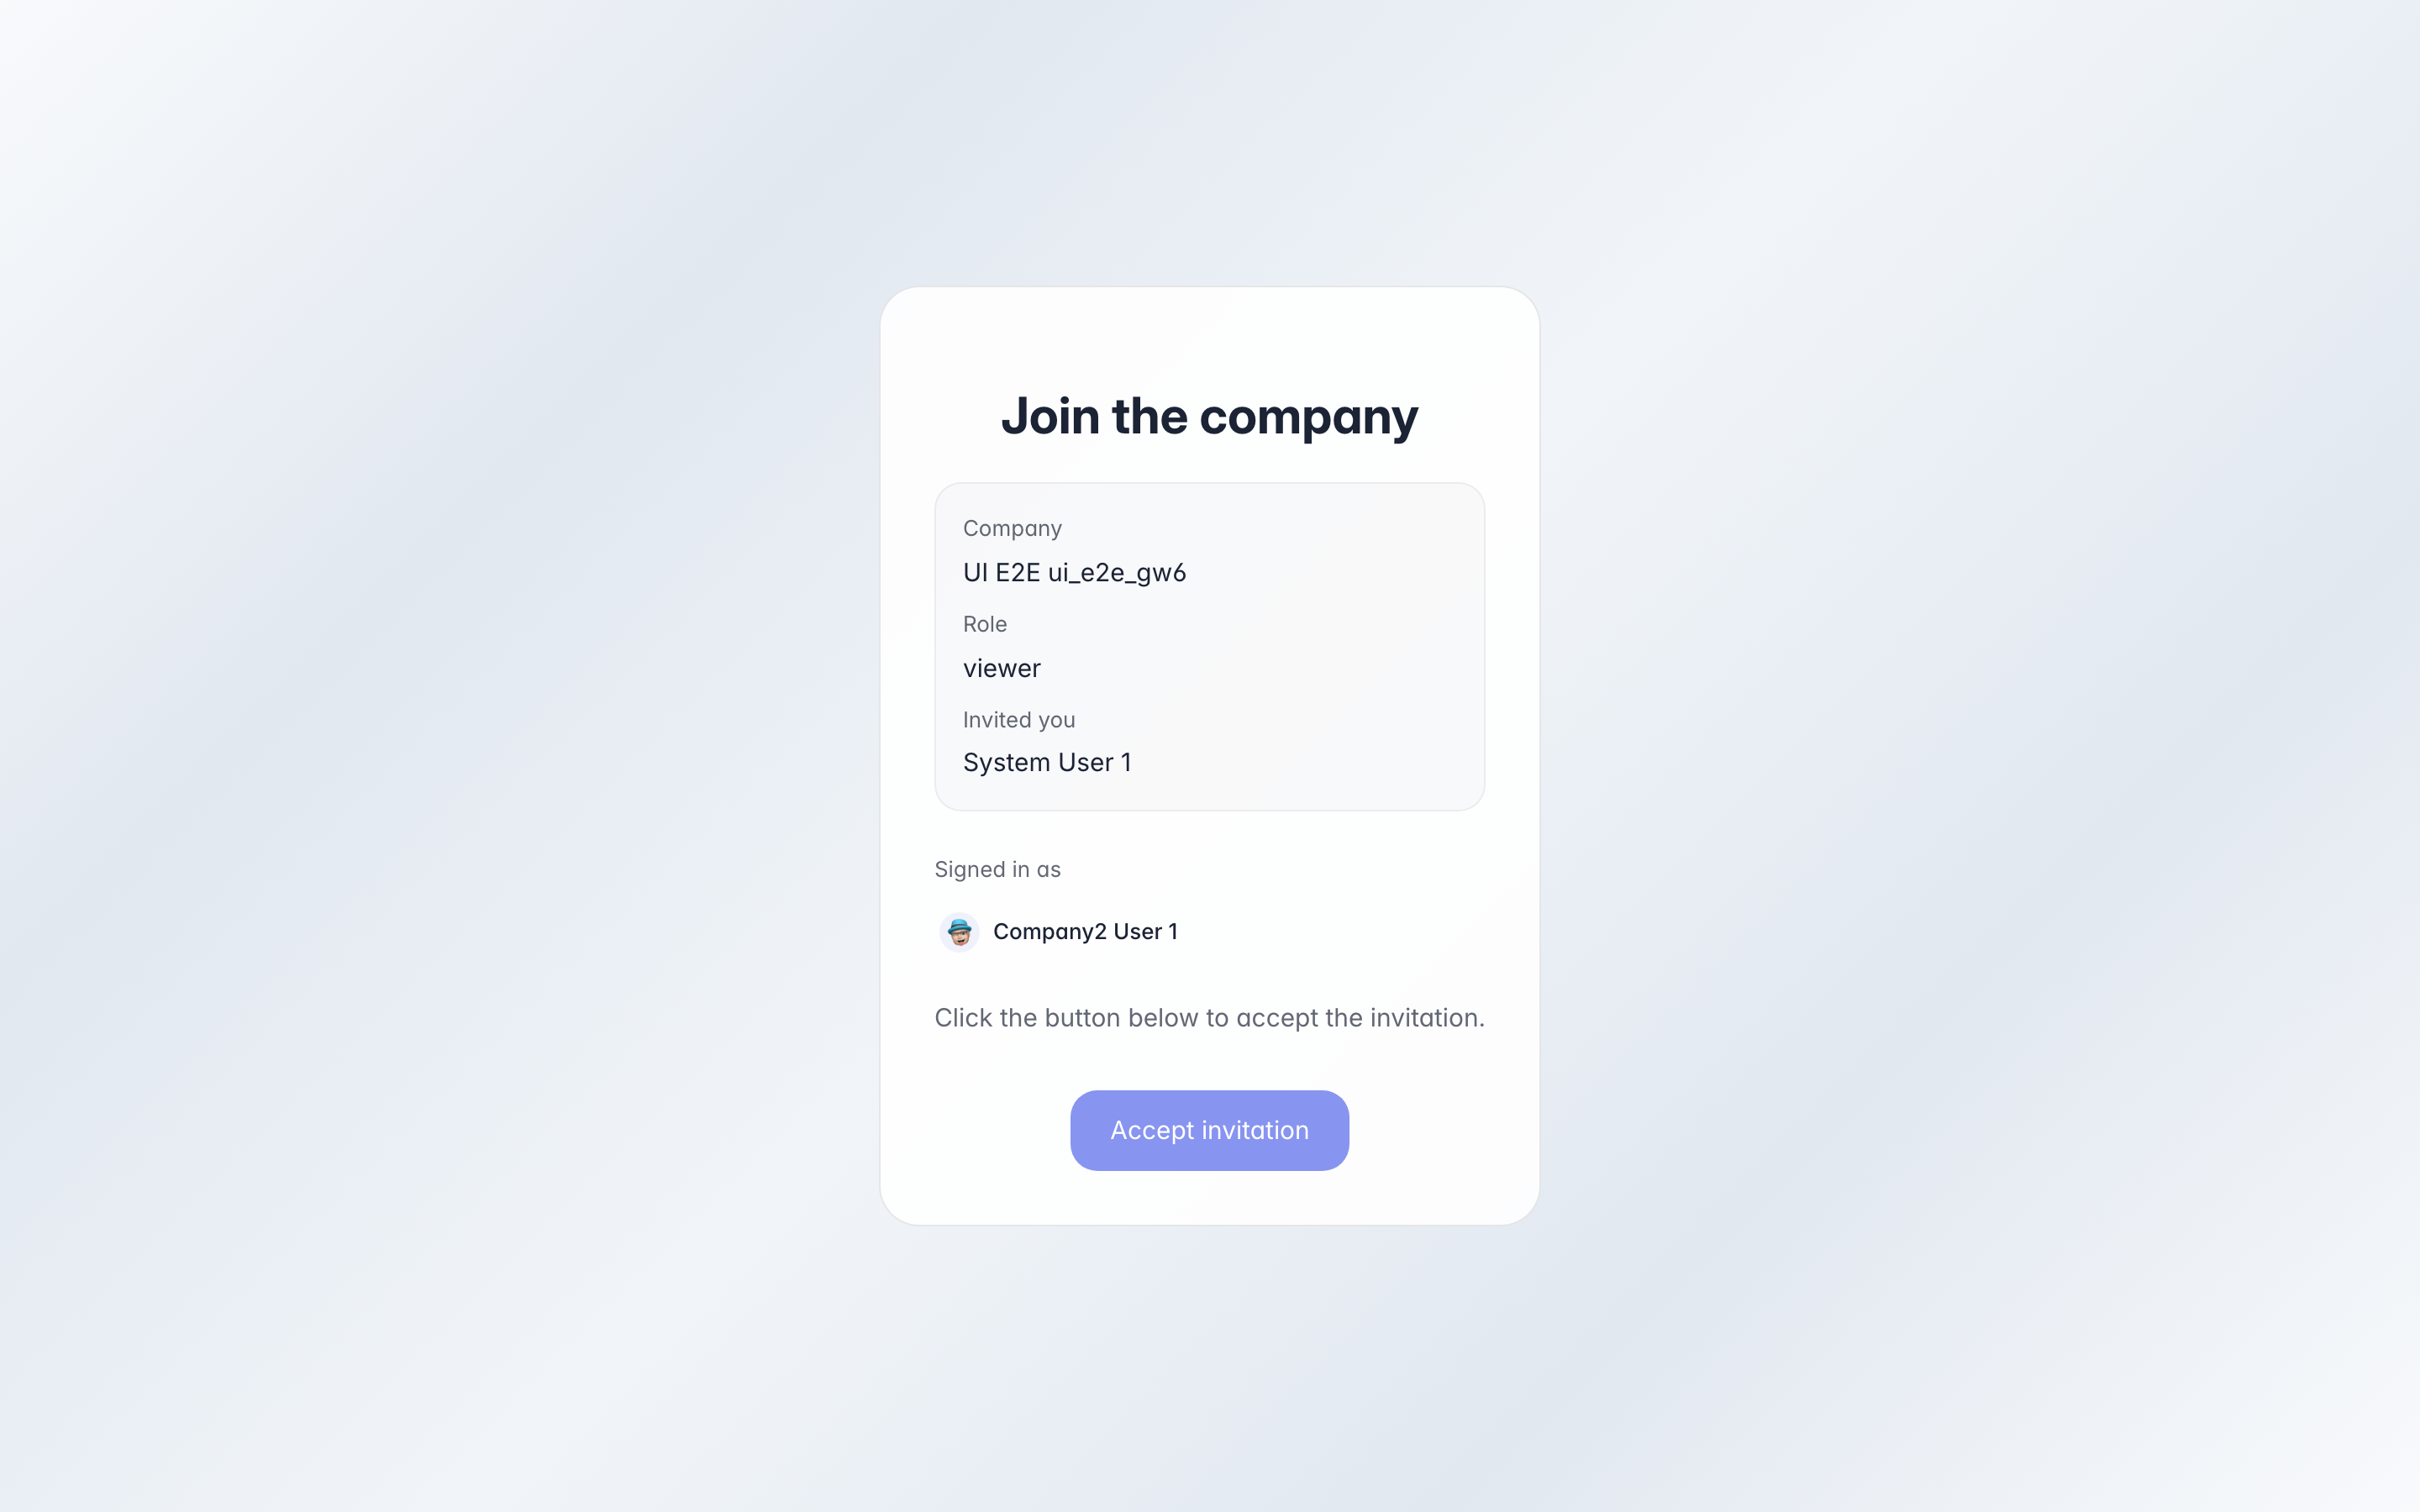 Join the company
Company
UI E2E ui_e2e_gw6
Role
viewer
Invited you
System User 1
Signed in as
Company2 User 1
Click the button below to accept the invitation.
Accept invitation